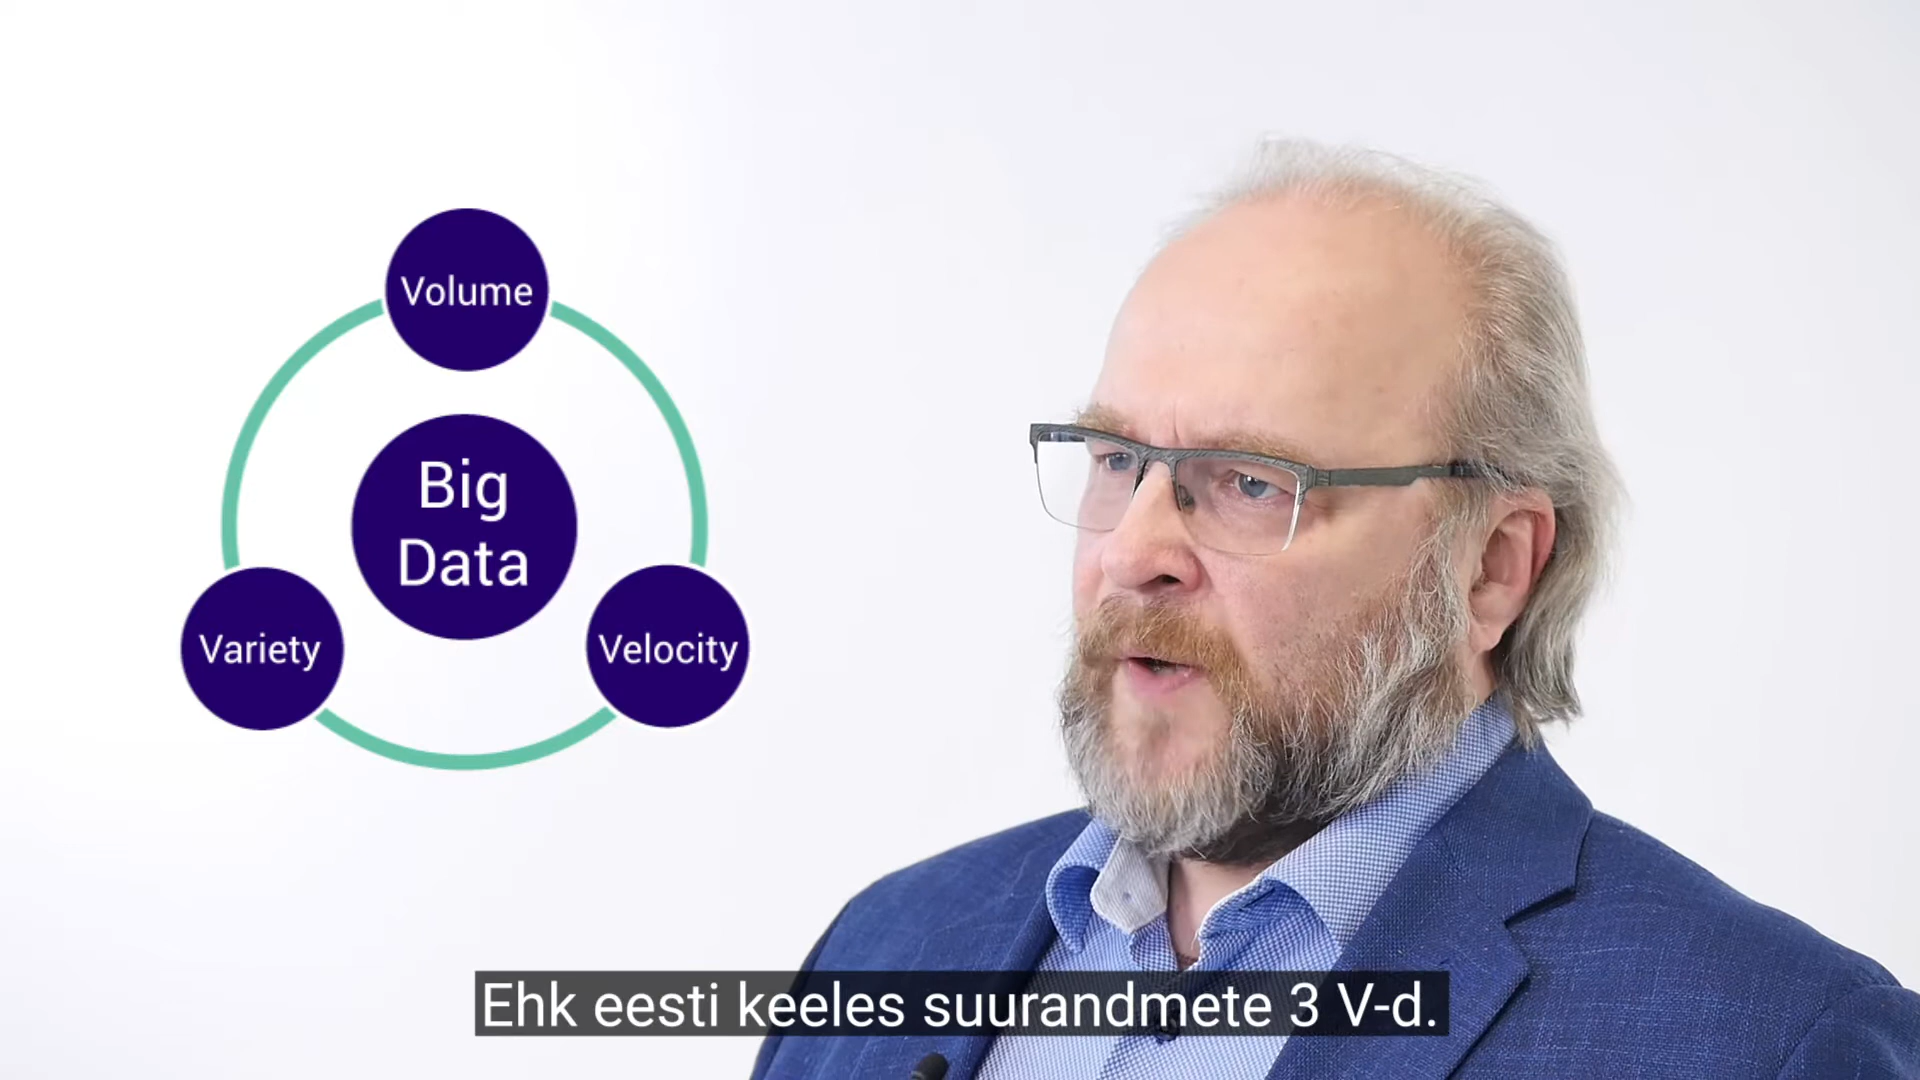 Volume
Big
Data
Variety
Velocity
Ehk eesti keeles suurandmete 3 V-d.